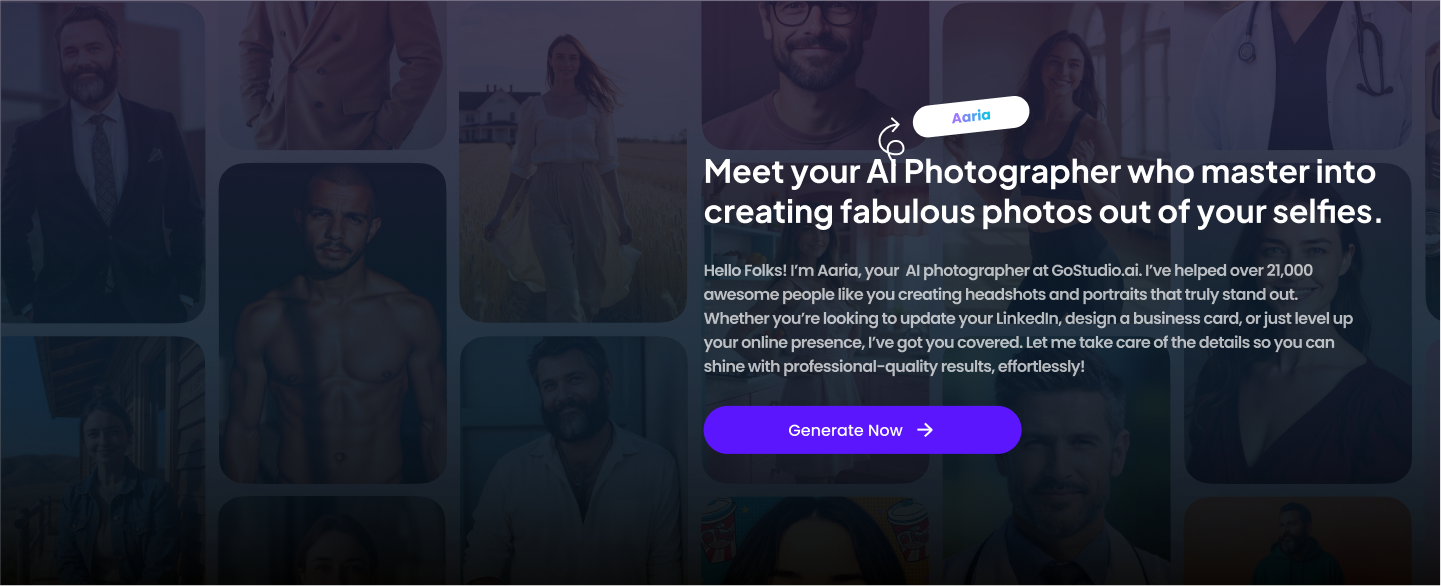 Aaria
Meet your AI Photographer who master into
creating fabulous photos out of your selfies.
Hello Folks! I’m Aaria, your  AI photographer at GoStudio.ai. I’ve helped over 21,000
awesome people like you creating headshots and portraits that truly stand out.
Whether you’re looking to update your LinkedIn, design a business card, or just level up
your online presence, I’ve got you covered. Let me take care of the details so you can
shine with professional-quality results, effortlessly!
Generate Now